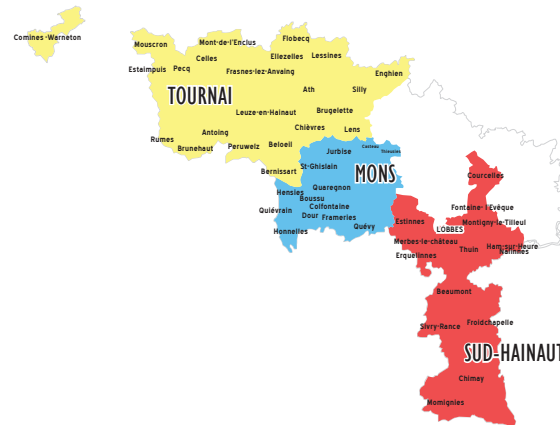 Comines-Warneton
Mouscron
Mont-de-l'Enclus
Flobecq
Celles
Ellezelles
Lessines
Estaimpuis
Pecq
Frasnes-lez-Anvaing
Enghien
Ath
Silly
TOURNAI
Leuze-en-Hainaut
Brugelette
Chièvres
Lens
Rumes
Antoing
Brunehaut
Peruwelz
Beloeil
Bernissart
Jurbise
Casteau
Thieusies
St-Ghislain
MONS
Quaregnon
Hensies
Boussu
Colfontaine
Quiévrain
Dour
Frameries
Honnelles
Quévy
Courcelles
Fontaine-l'Evêque
Estinnes
Montigny-le-Tilleul
LOBBES
Merbes-le-château
Thuin
Ham-sur-Heure
Nalinnes
Erquelinnes
Beaumont
Sivry-Rance
Froidchapelle
SUD-HAINAUT
Chimay
Momignies